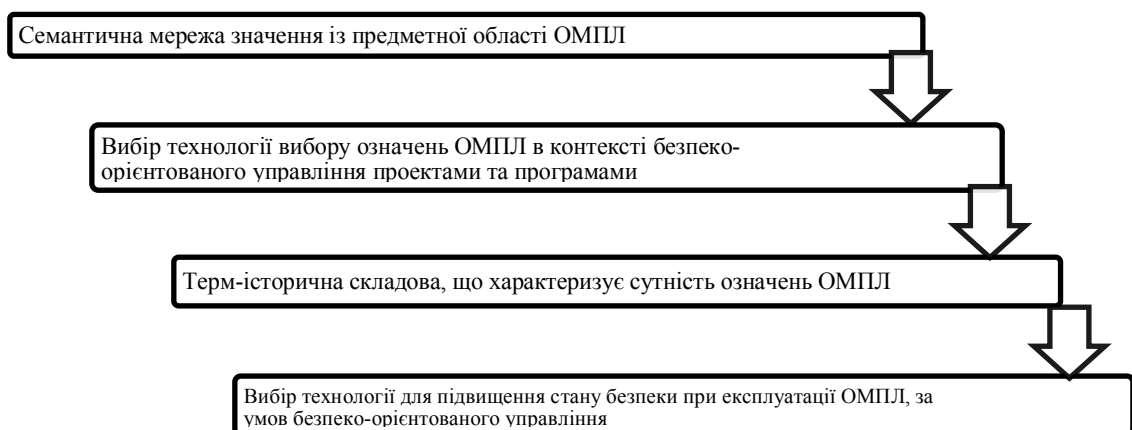 Семантична мережа значення із предметної області ОМПЛ
Вибір технології вибору означень ОМПЛ в контексті безпеко-
орієнтованого управління проектами та програмами
Терм-історична складова, що характеризує сутність означень ОМПЛ
Вибір технології для підвищення стану безпеки при експлуатації ОМПЛ, за
умов безпеко-орієнтованого управління